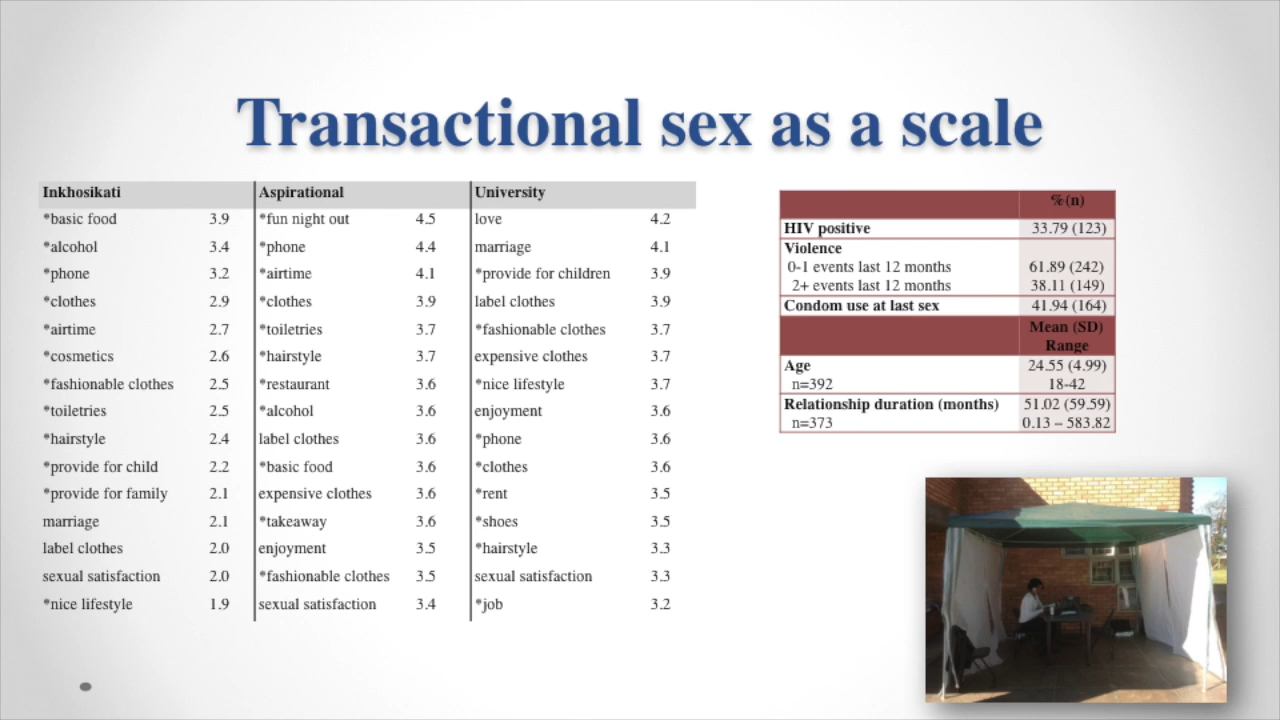 Transactional sex as a scale
Inkhosikati Aspirational University
*basic food 3.9 *fun night out 4.5 love 4.2
*alcohol 3.4 *phone 4.4 marriage 4.1
*phone 3.2 *airtime 4.1 *provide for children 3.9
*clothes 2.9 *clothes 3.9 label clothes 3.9
*airtime 2.7 *toiletries 3.7 *fashionable clothes 3.7
*cosmetics 2.6 *hairstyle 3.7 expensive clothes 3.7
*fashionable clothes 2.5 *restaurant 3.6 *nice lifestyle 3.7
*toiletries 2.5 *alcohol 3.6 enjoyment 3.6
*hairstyle 2.4 label clothes 3.6 *phone 3.6
*provide for child 2.2 *basic food 3.6 *clothes 3.6
*provide for family 2.1 expensive clothes 3.6 *rent 3.5
marriage 2.1 *takeaway 3.6 *shoes 3.5
label clothes 2.0 enjoyment 3.5 *hairstyle 3.3
sexual satisfaction 2.0 *fashionable clothes 3.5 sexual satisfaction 3.3
*nice lifestyle 1.9 sexual satisfaction 3.4 *job 3.2
%(n)
HIV positive 33.79 (123)
Violence
0-1 events last 12 months 61.89 (242)
2+ events last 12 months 38.11 (149)
Condom use at last sex 41.94 (164)
Mean (SD)
Range
Age 24.55 (4.99)
n=392 18-42
Relationship duration (months) 51.02 (59.59)
n=373 0.13 – 583.82